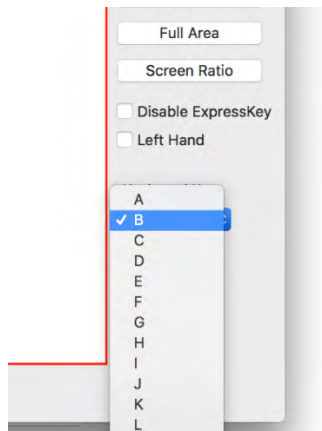 Full Area
Screen Ratio
Disable ExpressKey
Left Hand
A
✓ B
C
D
E
F
G
H
I
J
K
L